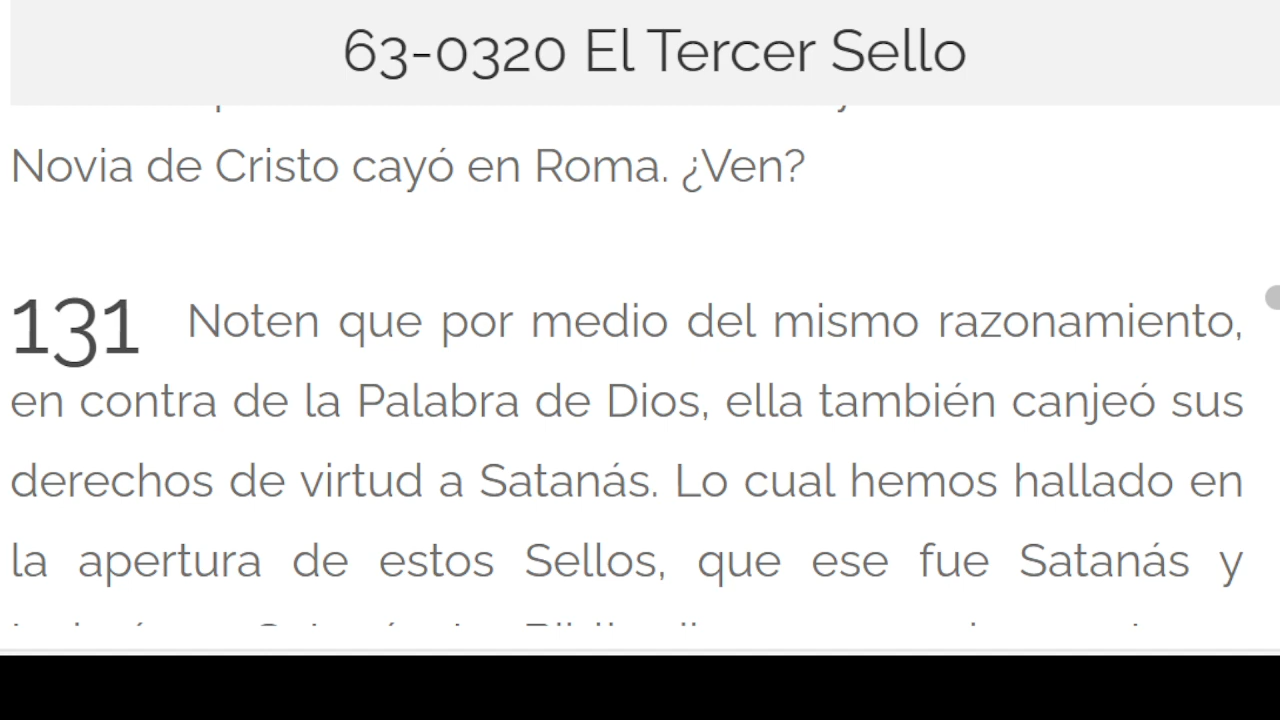 63-0320 El Tercer Sello
Novia de Cristo cayó en Roma. ¿Ven?
131 Noten que por medio del mismo razonamiento,
en contra de la Palabra de Dios, ella también canjeó sus
derechos de virtud a Satanás. Lo cual hemos hallado en
la apertura de estos Sellos, que ese fue Satanás y